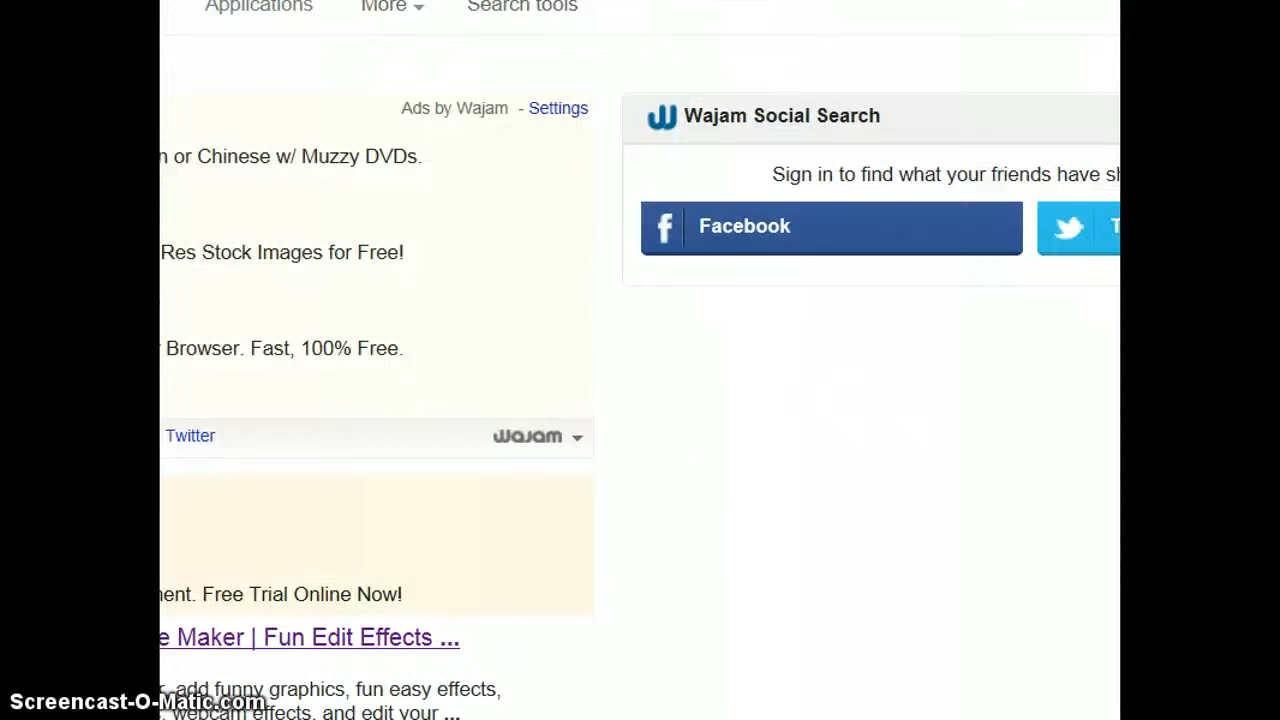 Applications More Search tools
Ads by Wajam - Settings
n or Chinese w/ Muzzy DVDs.
Res Stock Images for Free!
Browser. Fast, 100% Free.
Twitter wajam
ent. Free Trial Online Now!
e Maker | Fun Edit Effects ...
add funny graphics, fun easy effects,
webcam effects, and edit your ...
Wajam Social Search
Sign in to find what your friends have sh
f Facebook
T
Screencast-O-Matic.com